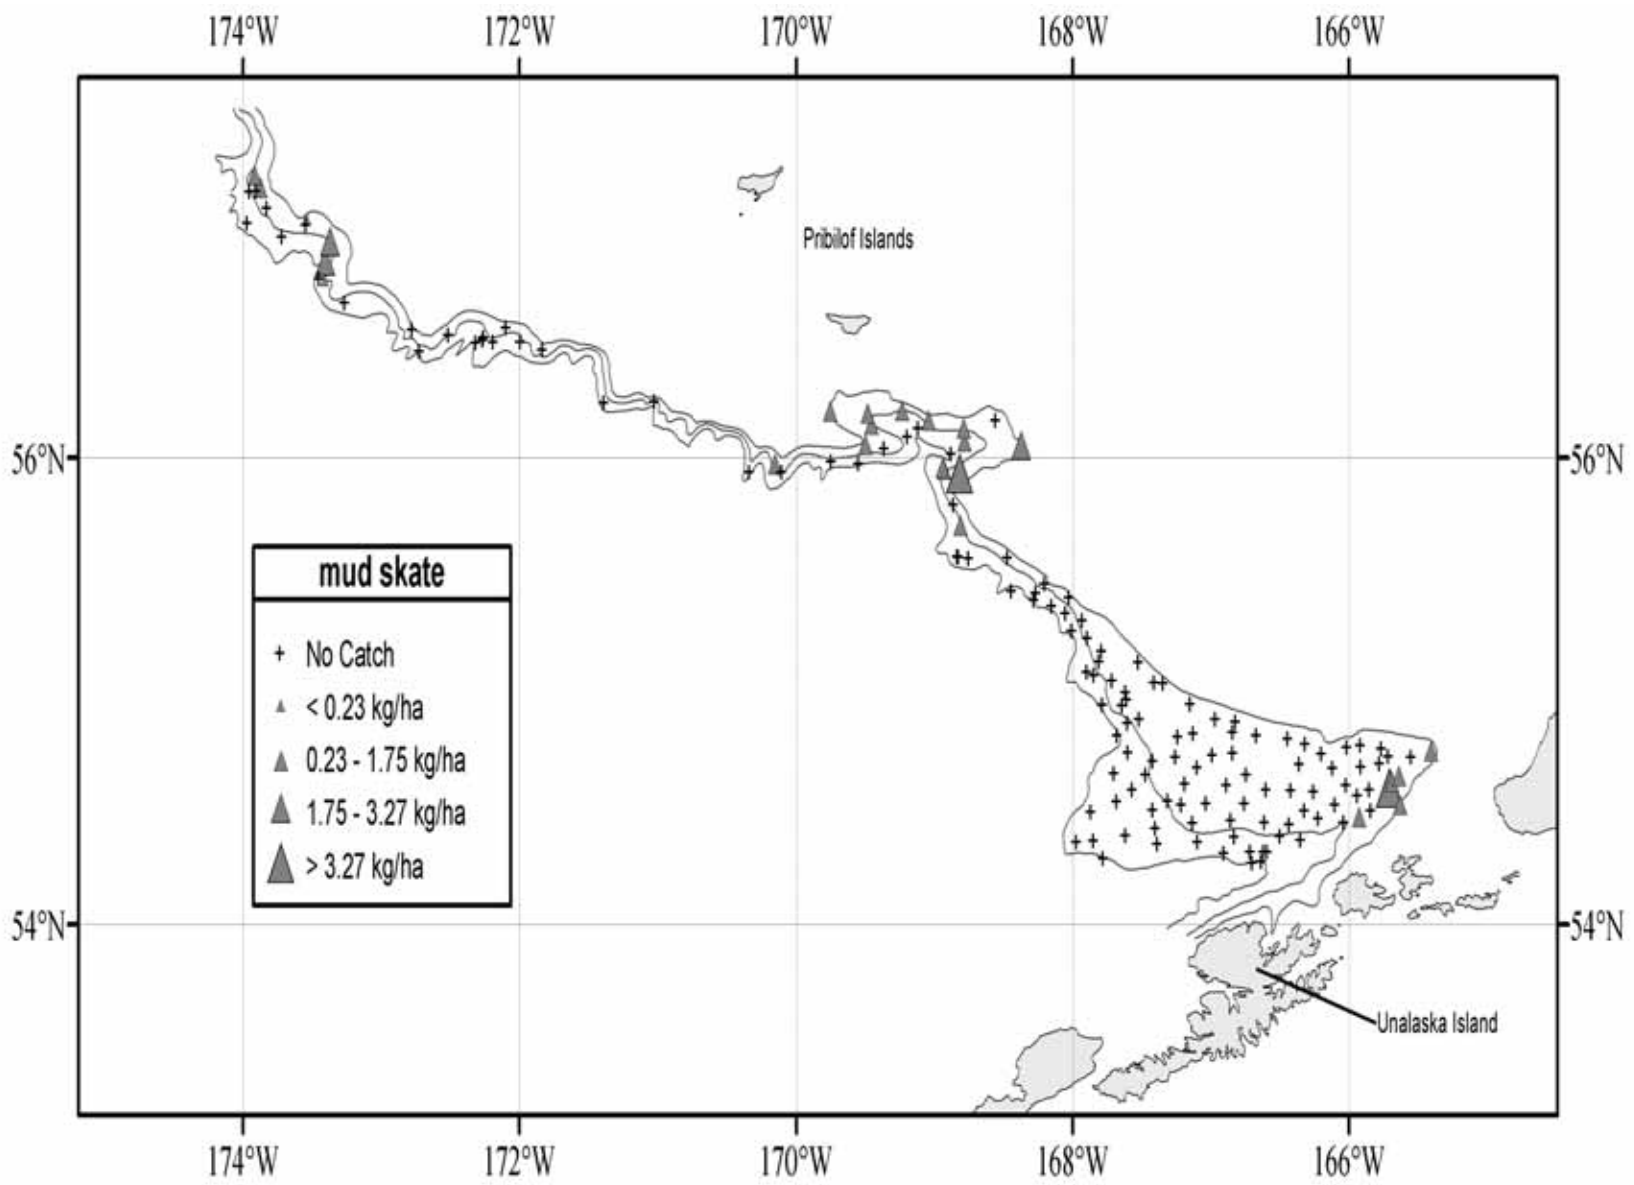 174°W 172°W 170°W 168°W 166°W
Pribilof Islands
56°N 56°N
mud skate
No Catch
< 0.23 kg/ha
0.23 - 1.75 kg/ha
1.75 - 3.27 kg/ha
> 3.27 kg/ha
54°N 54°N
Unalaska Island
174°W 172°W 170°W 168°W 166°W